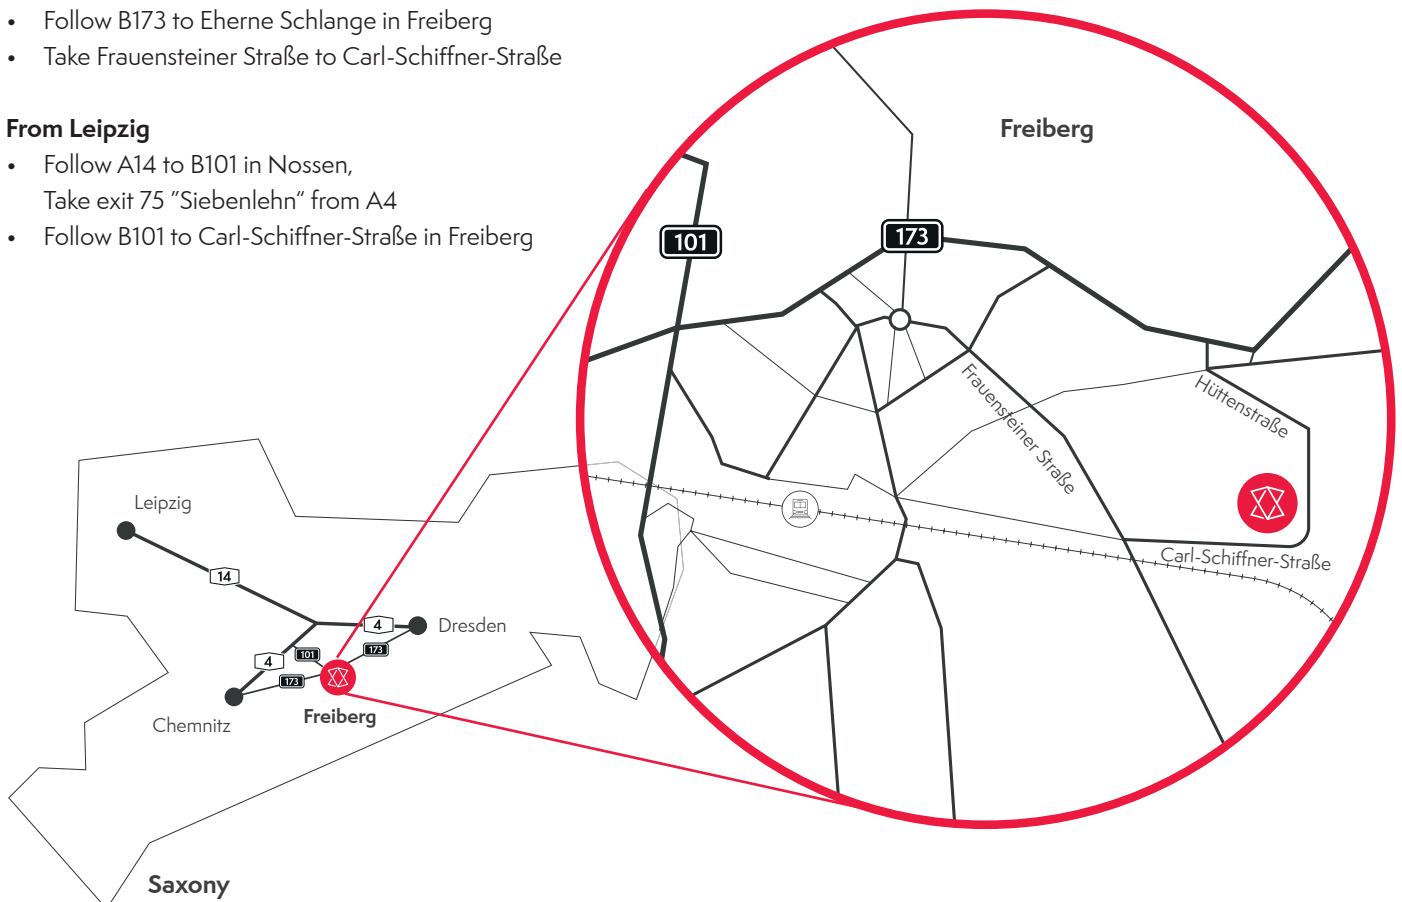 • Follow B173 to Eherne Schlange in Freiberg
• Take Frauensteiner Straße to Carl-Schiffner-Straße
From Leipzig
• Follow A14 to B101 in Nossen,
Take exit 75 ”Siebenlehn“ from A4
• Follow B101 to Carl-Schiffner-Straße in Freiberg
Freiberg
101
173
Frauensteiner Straße
Hüttenstraße
Carl-Schiffner-Straße
Leipzig
14
4
Dresden
101
173
4
173
Chemnitz
Freiberg
Saxony